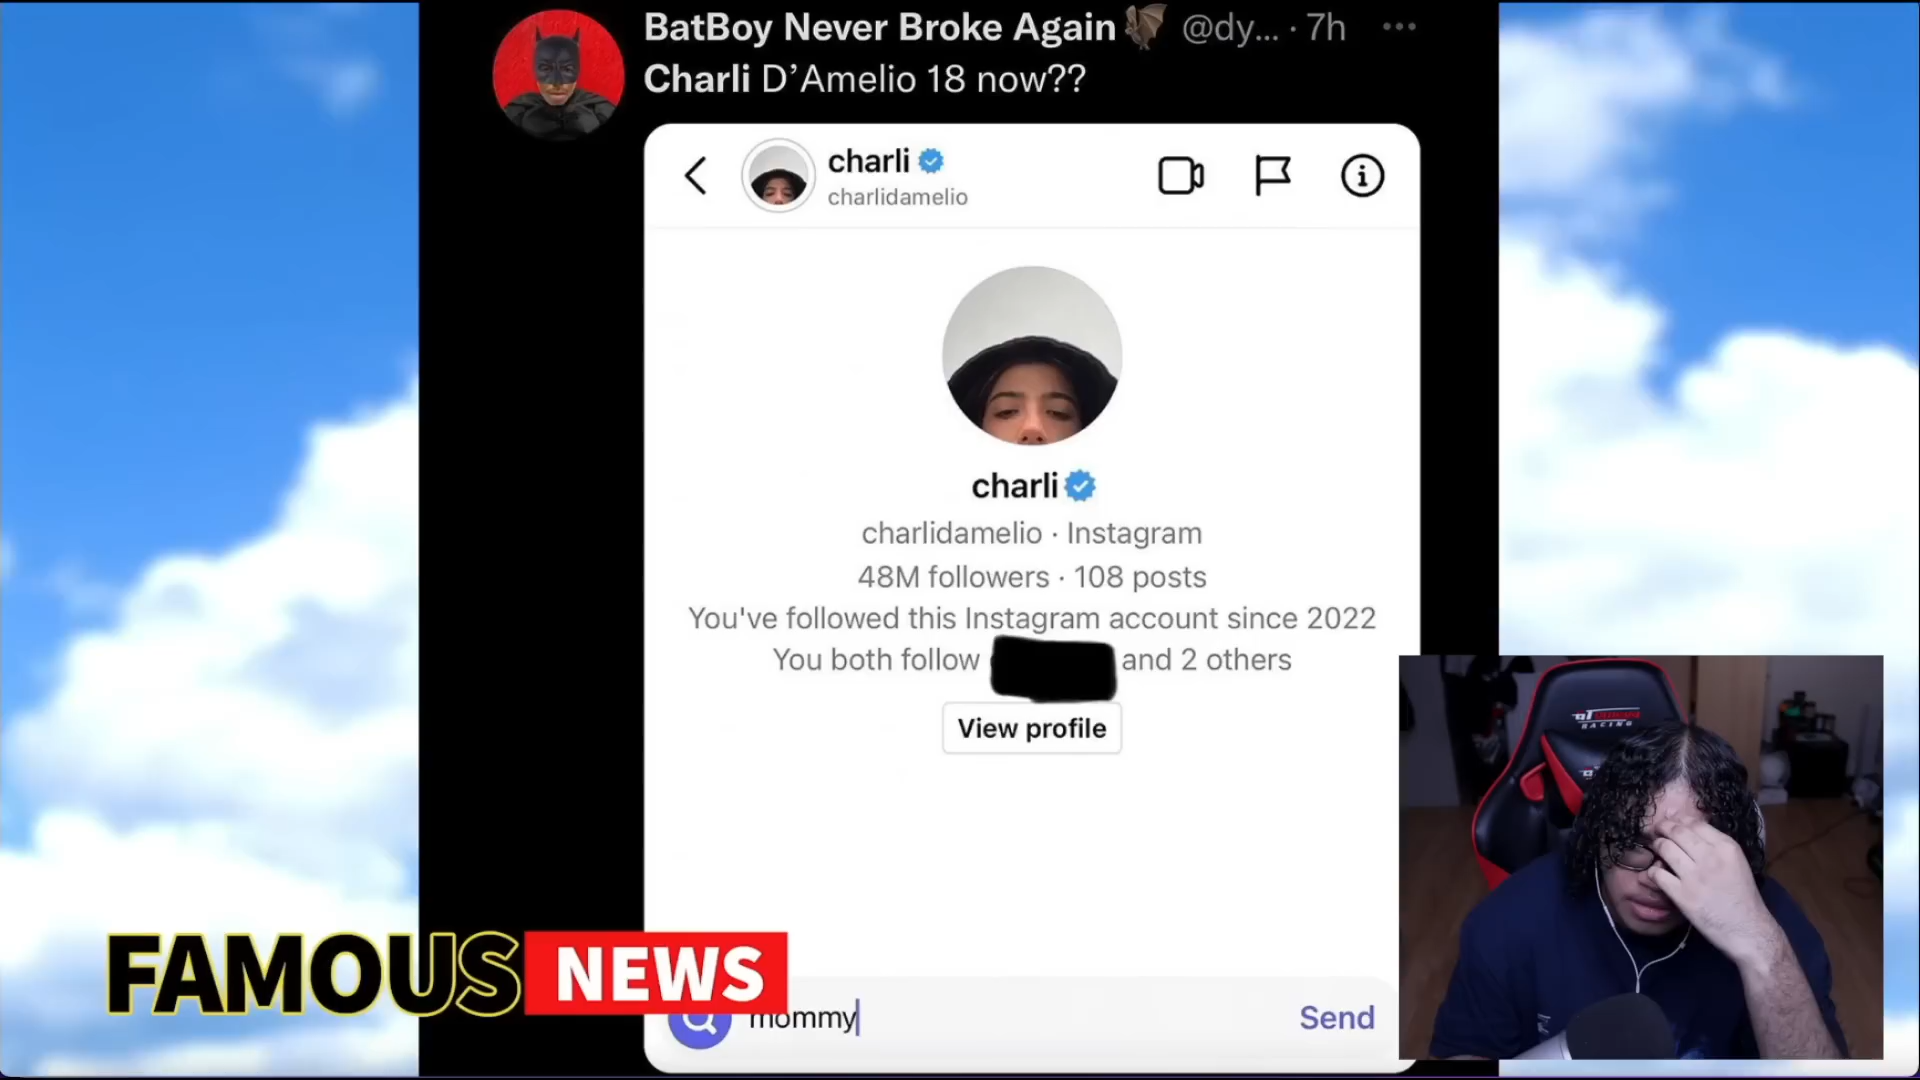 BatBoy Never Broke Again @dy... · 7h
Charli D’Amelio 18 now??
charli
charlidamelio
charli
charlidamelio · Instagram
48M followers · 108 posts
You've followed this Instagram account since 2022
You both follow and 2 others
View profile
FAMOUS NEWS
mommy
Send
RACING